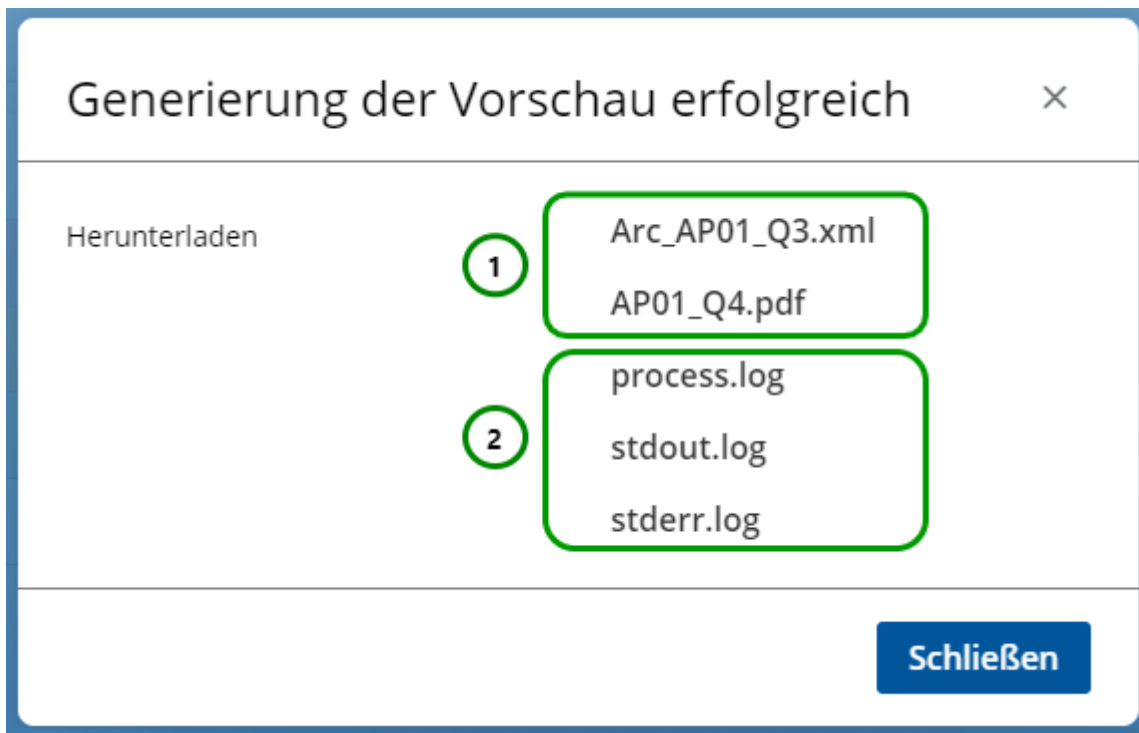 Generierung der Vorschau erfolgreich ×
Herunterladen
1
Arc_AP01_Q3.xml
AP01_Q4.pdf
2
process.log
stdout.log
stderr.log
Schließen